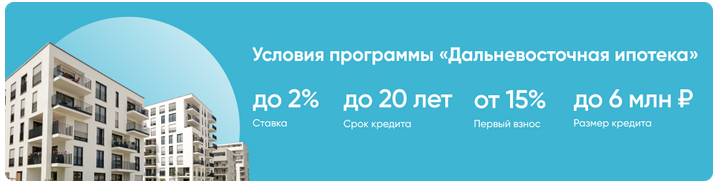 Условия программы «Дальневосточная ипотека»
до 2%
Ставка
до 20 лет
Срок кредита
от 15%
Первый взнос
до 6 млн ₽
Размер кредита